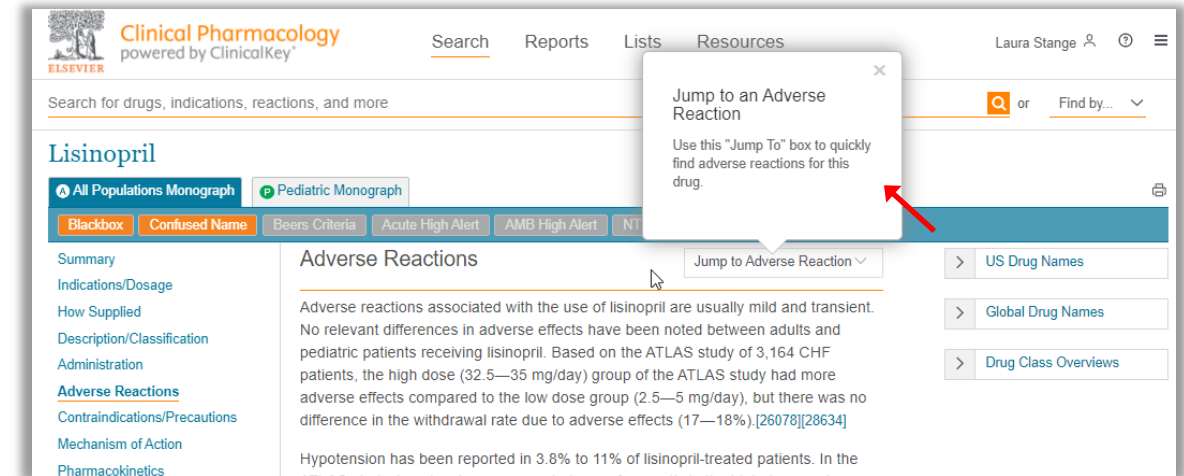 Clinical Pharmacology
powered by ClinicalKey®
ELSEVIER
Search Reports Lists Resources
Laura Stange
Search for drugs, indications, reactions, and more
or Find by...
Jump to an Adverse
Reaction
Use this "Jump To" box to quickly
find adverse reactions for this
drug.
Lisinopril
A All Populations Monograph
P Pediatric Monograph
Blackbox Confused Name Beers Criteria Acute High Alert AMB High Alert
Summary
Indications/Dosage
How Supplied
Description/Classification
Administration
Adverse Reactions
Contraindications/Precautions
Mechanism of Action
Pharmacokinetics
Adverse Reactions
Jump to Adverse Reaction
Adverse reactions associated with the use of lisinopril are usually mild and transient.
No relevant differences in adverse effects have been noted between adults and
pediatric patients receiving lisinopril. Based on the ATLAS study of 3,164 CHF
patients, the high dose (32.5—35 mg/day) group of the ATLAS study had more
adverse effects compared to the low dose group (2.5—5 mg/day), but there was no
difference in the withdrawal rate due to adverse effects (17—18%).[26078][28634]
Hypotension has been reported in 3.8% to 11% of lisinopril-treated patients. In the
US Drug Names
Global Drug Names
Drug Class Overviews